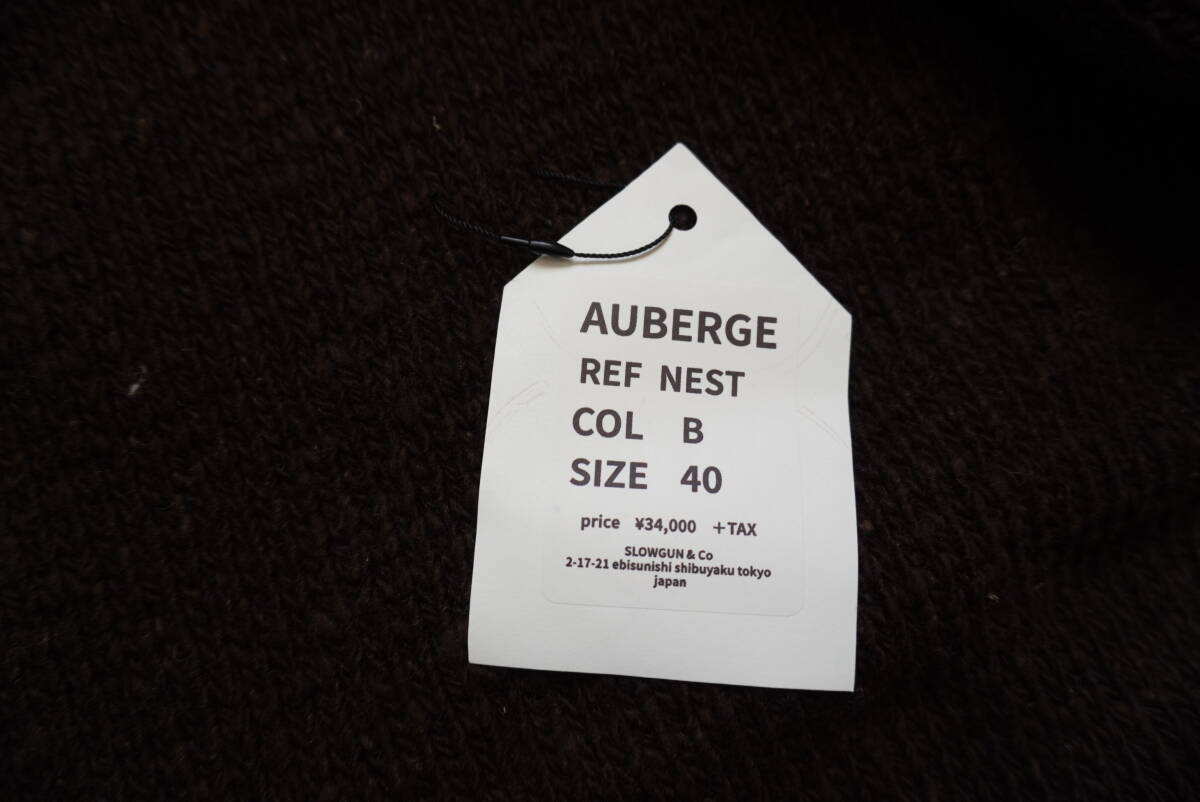 AUBERGE
REF NEST
COL B
SIZE 40
price ¥34,000 +TAX
SLOWGUN & Co
2-17-21 ebisunishi shibuyaku tokyo
japan